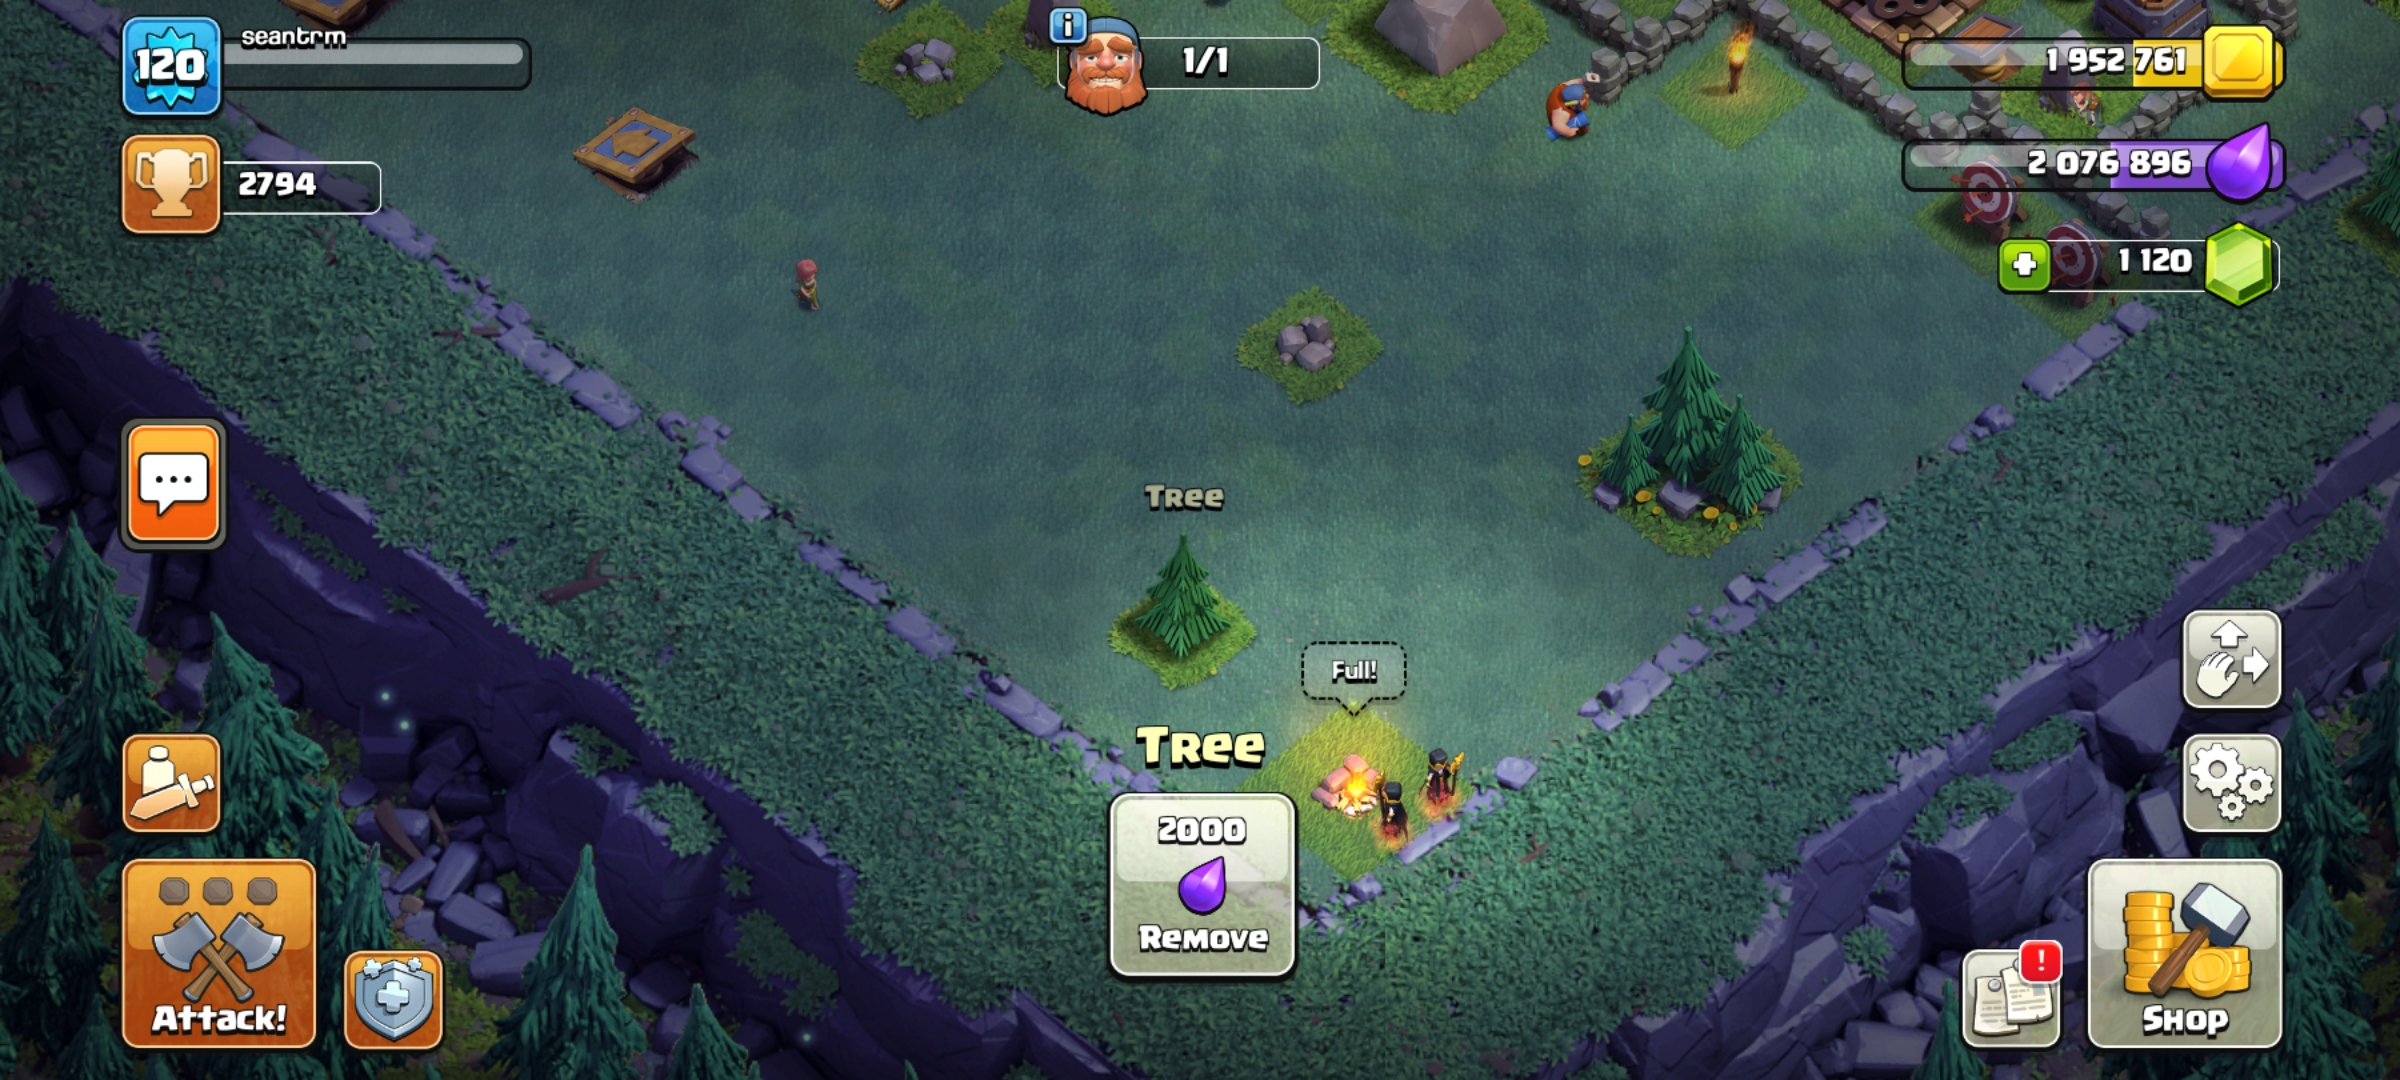 120
seantrm
i
1/1
1 952 761
2794
2 076 896
1 120
Tree
Full!
Tree
2000
Remove
Attack!
!
Shop